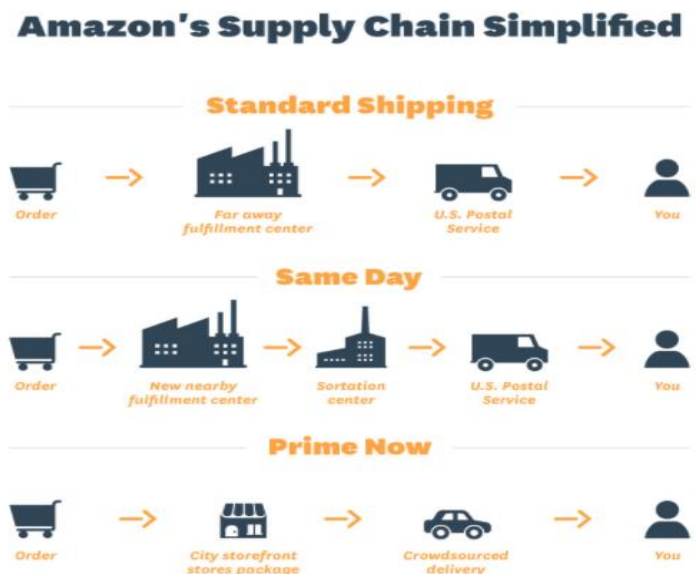 Amazon's Supply Chain Simplified
Standard Shipping
Order
Far away
fulfillment center
U.S. Postal
Service
You
Same Day
Order
New nearby
fulfillment center
Sortation
center
U.S. Postal
Service
You
Prime Now
Order
City storefront
stores package
Crowdsourced
delivery
You